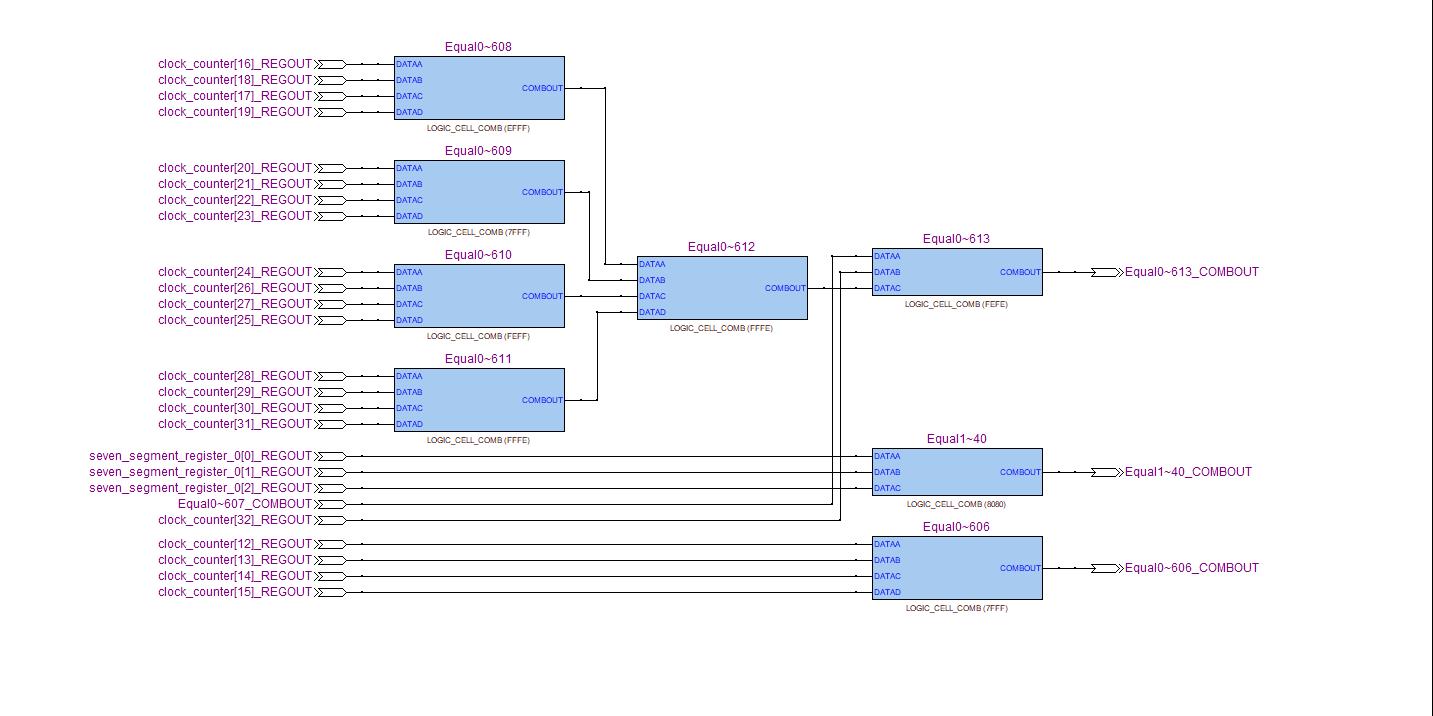 Equal0~608
clock_counter[16]_REGOUT DATAA
clock_counter[18]_REGOUT DATAB COMBOUT
clock_counter[17]_REGOUT DATAC
clock_counter[19]_REGOUT DATAD
LOGIC_CELL_COMB (EFFF)
Equal0~609
clock_counter[20]_REGOUT DATAA
clock_counter[21]_REGOUT DATAB COMBOUT
clock_counter[22]_REGOUT DATAC
clock_counter[23]_REGOUT DATAD
LOGIC_CELL_COMB (7FFF)
Equal0~610
clock_counter[24]_REGOUT DATAA
clock_counter[26]_REGOUT DATAB
clock_counter[27]_REGOUT DATAC COMBOUT
clock_counter[25]_REGOUT DATAD
LOGIC_CELL_COMB (FEFF)
Equal0~611
clock_counter[28]_REGOUT DATAA
clock_counter[29]_REGOUT DATAB COMBOUT
clock_counter[30]_REGOUT DATAC
clock_counter[31]_REGOUT DATAD
LOGIC_CELL_COMB (FFFE)
Equal0~612
DATAA
DATAB COMBOUT
DATAC
DATAD
LOGIC_CELL_COMB (FFFE)
Equal0~613
DATAA
DATAB COMBOUT Equal0~613_COMBOUT
DATAC
LOGIC_CELL_COMB (FEFE)
Equal1~40
seven_segment_register_0[0]_REGOUT DATAA
seven_segment_register_0[1]_REGOUT DATAB COMBOUT Equal1~40_COMBOUT
seven_segment_register_0[2]_REGOUT DATAC
Equal0~607_COMBOUT LOGIC_CELL_COMB (8080)
clock_counter[32]_REGOUT
Equal0~606
clock_counter[12]_REGOUT DATAA
clock_counter[13]_REGOUT DATAB COMBOUT Equal0~606_COMBOUT
clock_counter[14]_REGOUT DATAC
clock_counter[15]_REGOUT DATAD
LOGIC_CELL_COMB (7FFF)